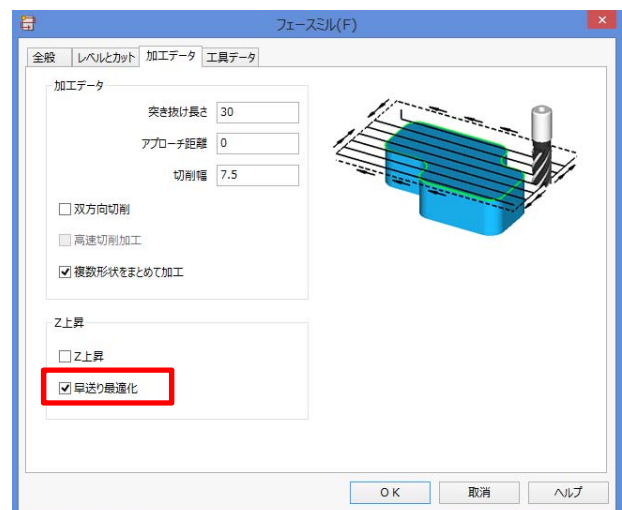 フェースミル(F)
全般 レベルとカット 加工データ 工具データ
加工データ
突き抜け長さ 30
アプローチ距離 0
切削幅 7.5
双方向切削
高速切削加工
複数形状をまとめて加工
Z上昇
Z上昇
早送り最適化
OK 取消 ヘルプ